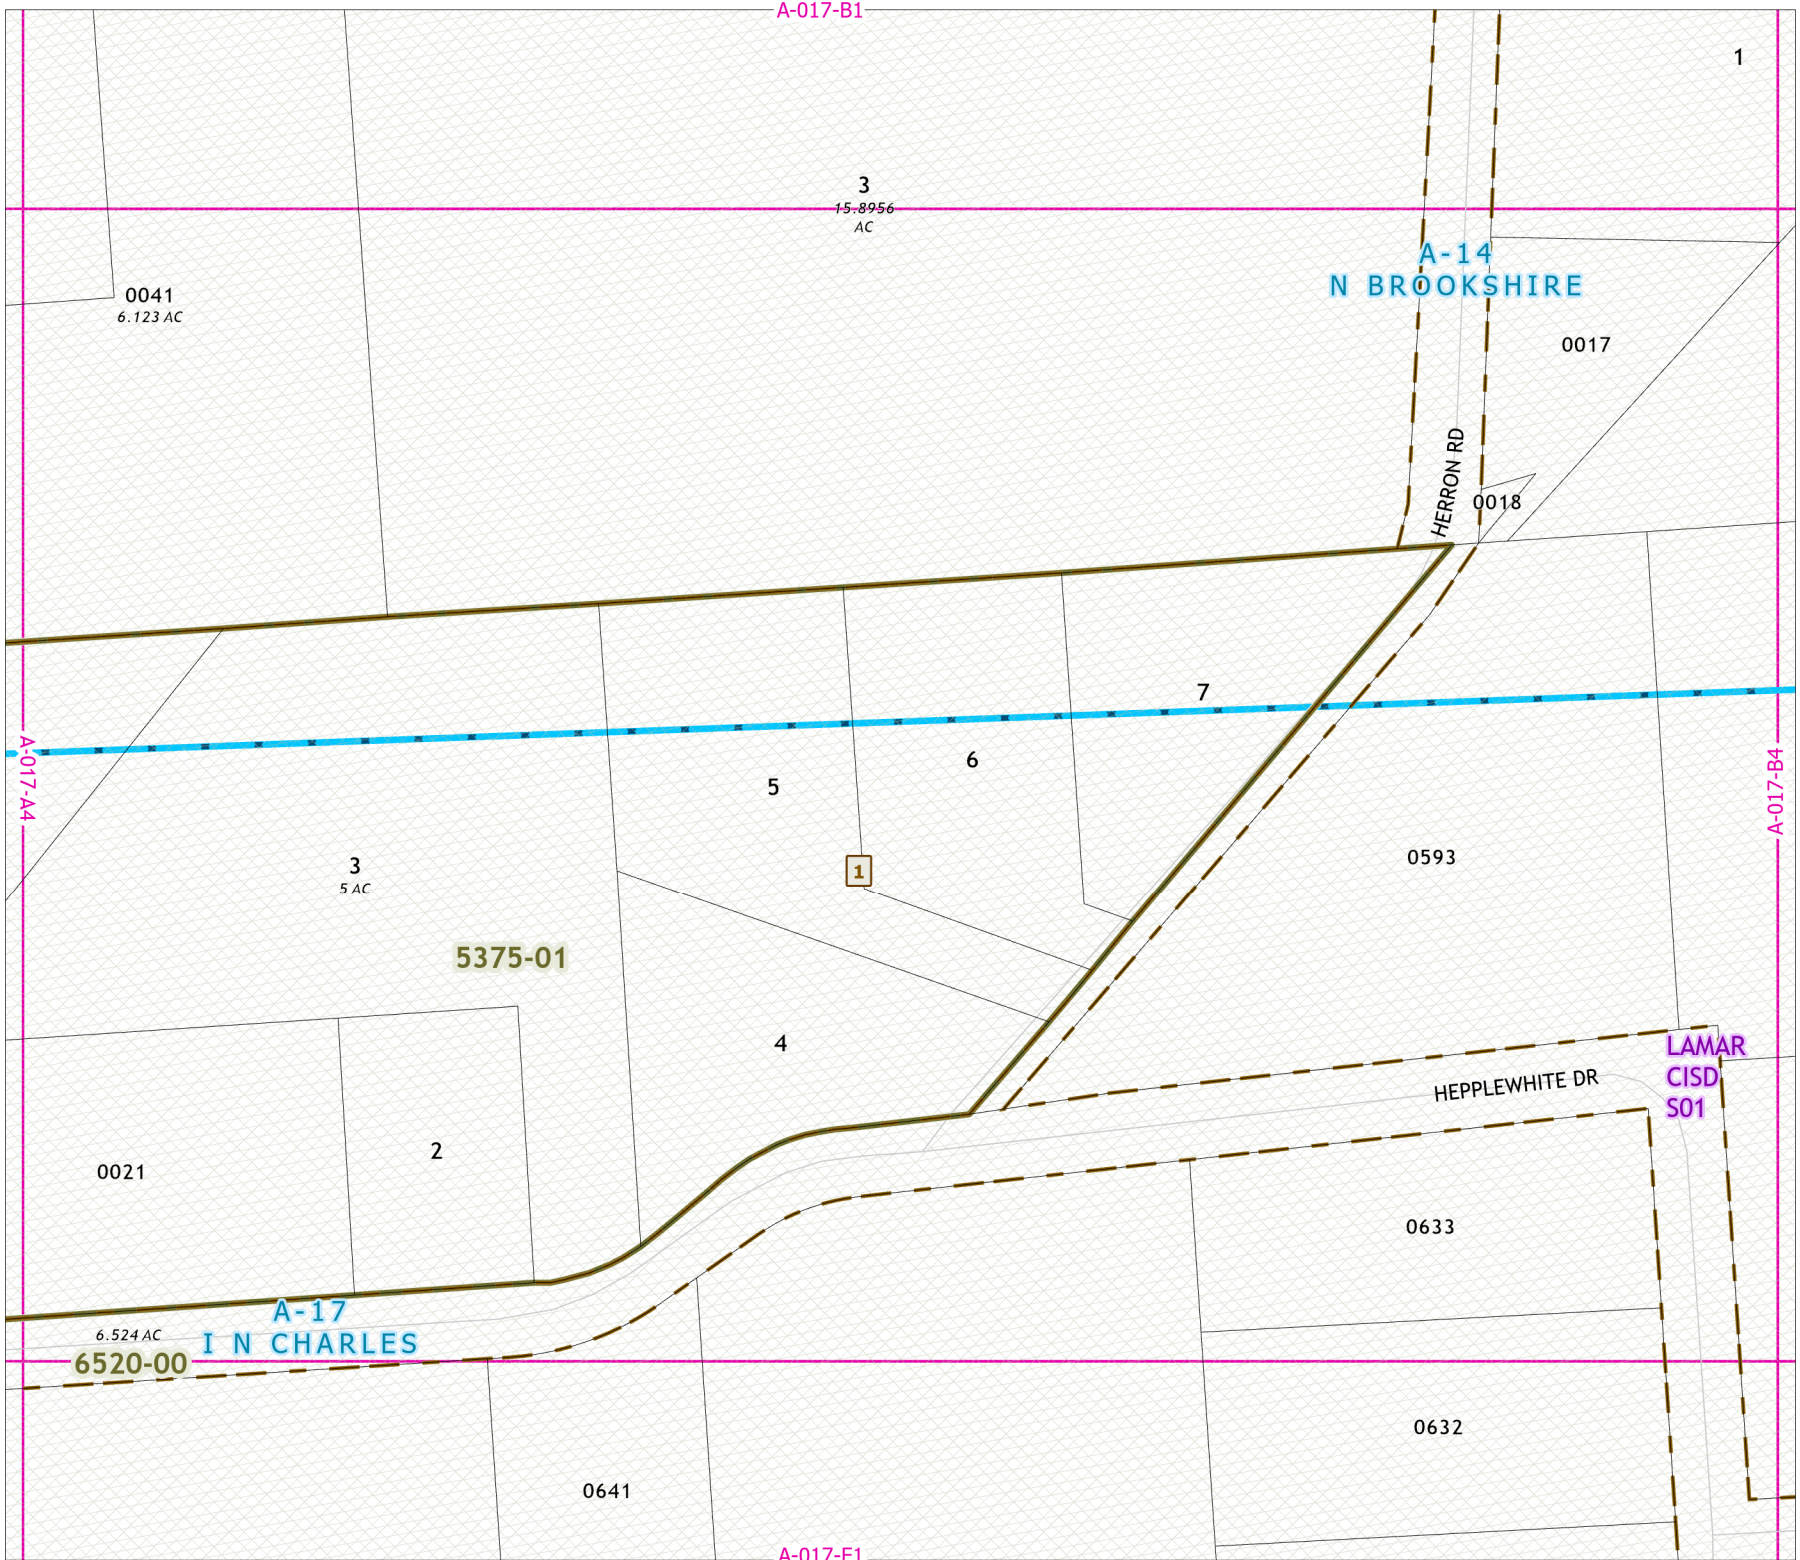 A-017-B1
1
3
15.8956
AC
A-14
N BROOKSHIRE
0041
6.123 AC
0017
HERRON RD
0018
7
A-017-A4
A-017-B4
6
5
3
5 AC
1
0593
5375-01
4
LAMAR
CISD
S01
HEPPLEWHITE DR
2
0021
0633
A-17
I N CHARLES
6.524 AC
6520-00
0632
0641
A-017-E1